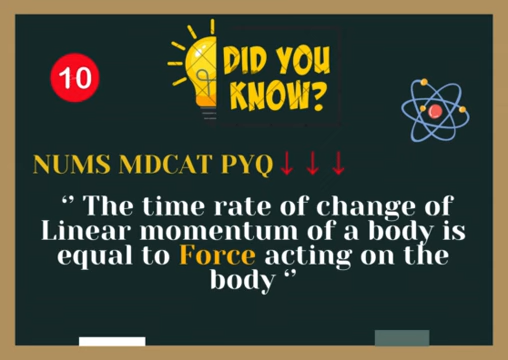 10
DID YOU
KNOW?
NUMS MDCAT PYQ↓↓↓
‘’ The time rate of change of
Linear momentum of a body is
equal to Force acting on the
body ‘’